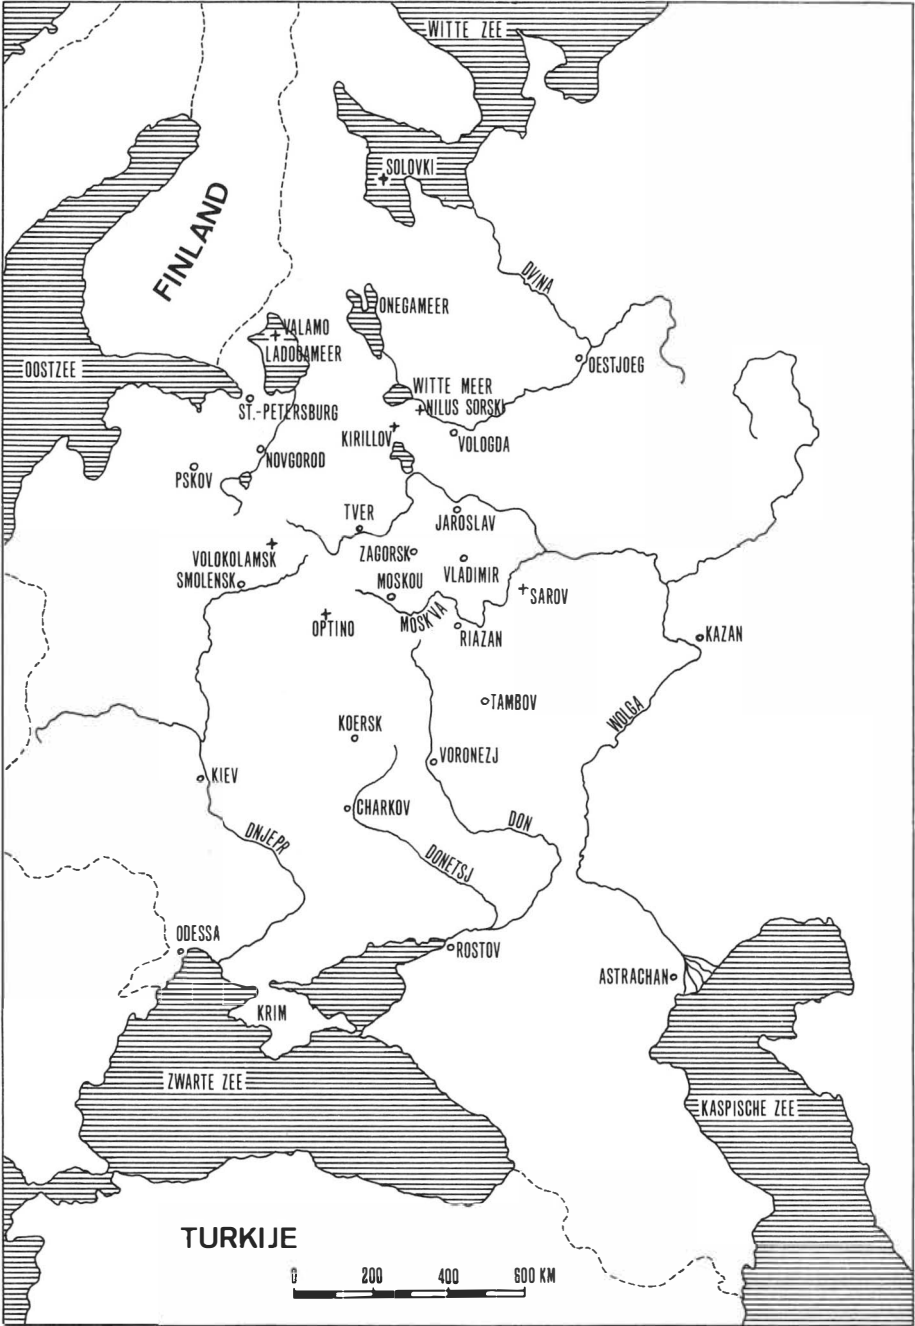 WITTE ZEE
SOLOVKI
FINLAND
DVINA
ONEGAMEER
VALAMO
LADOGAMEER
OOSTZEE
OESTJOEG
WITTE MEER
NILUS SORSKI
ST.-PETERSBURG
KIRILLOV
VOLOGDA
NOVGOROD
PSKOV
TVER
JAROSLAV
VOLOKOLAMSK
ZAGORSK
SMOLENSK
MOSKOU
VLADIMIR
SAROV
MOSKVA
OPTINO
RIAZAN
KAZAN
TAMBOV
WOLGA
KOERSK
VORONEZJ
KIEV
CHARKOV
DON
DNJEPR
DONETSJ
ODESSA
ROSTOV
ASTRACHAN
KRIM
ZWARTE ZEE
KASPISCHE ZEE
TURKIJE
0 200 400 600 KM